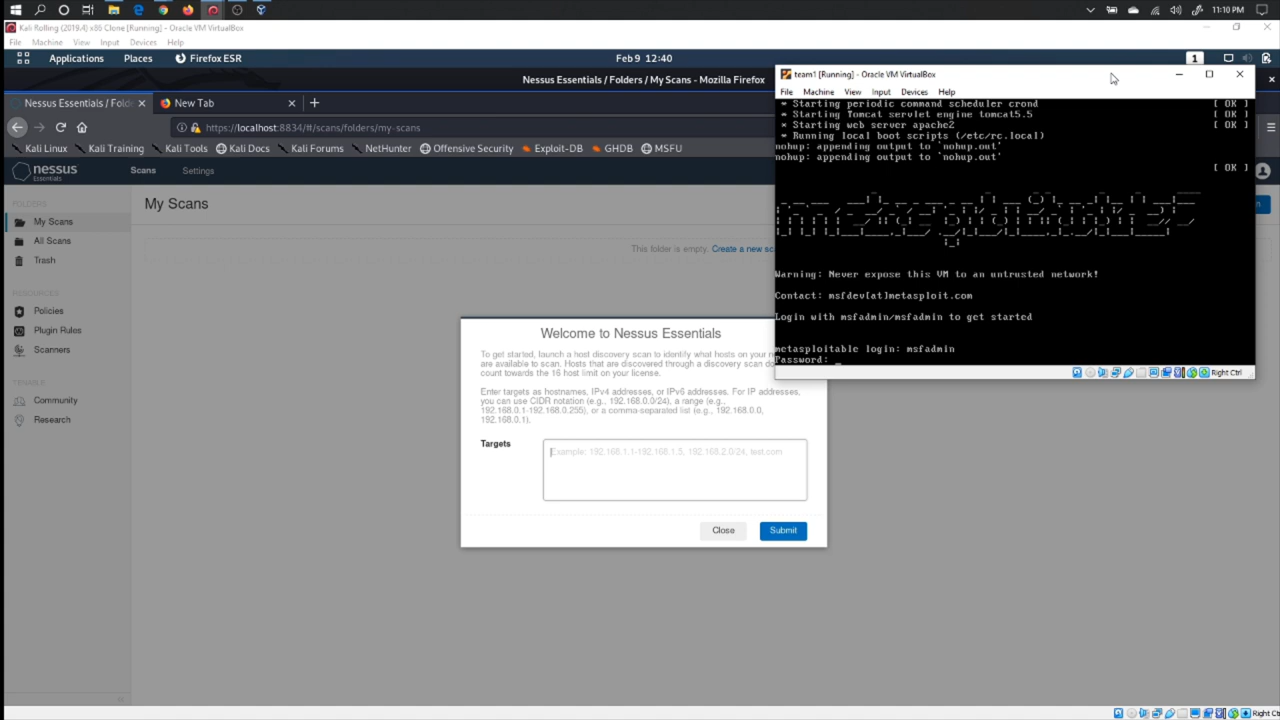 11:10 PM
Kali Rolling (2019.4) x86 Clone [Running] - Oracle VM VirtualBox
File Machine View Input Devices Help
Applications Places Firefox ESR Feb 9 12:40 1
Nessus Essentials / Folders / My Scans - Mozilla Firefox
Nessus Essentials / Folde New Tab
https://localhost:8834/#/scans/folders/my-scans
Kali Linux Kali Training Kali Tools Kali Docs Kali Forums NetHunter Offensive Security Exploit-DB GHDB MSFU
nessus Essentials Scans Settings
FOLDERS
My Scans
All Scans
Trash
RESOURCES
Policies
Plugin Rules
Scanners
TENABLE
Community
Research
My Scans
This folder is empty. Create a new sc
Welcome to Nessus Essentials
To get started, launch a host discovery scan to identify what hosts on your n
are available to scan. Hosts that are discovered through a discovery scan do
count towards the 16 host limit on your license.
Enter targets as hostnames, IPv4 addresses, or IPv6 addresses. For IP addresses,
you can use CIDR notation (e.g., 192.168.0.0/24), a range (e.g.,
192.168.0.1-192.168.0.255), or a comma-separated list (e.g., 192.168.0.0,
192.168.0.1).
Targets
Example: 192.168.1.1-192.168.1.5, 192.168.2.0/24, test.com
Close Submit
team1 [Running] - Oracle VM VirtualBox
File Machine View Input Devices Help
* Starting periodic command scheduler crond [ OK ]
* Starting Tomcat servlet engine tomcat5.5 [ OK ]
* Starting web server apache2 [ OK ]
* Running local boot scripts (/etc/rc.local)
nohup: appending output to `nohup.out'
nohup: appending output to `nohup.out'
[ OK ]
metasploitable2
Warning: Never expose this VM to an untrusted network!
Contact: msfdev[at]metasploit.com
Login with msfadmin/msfadmin to get started
metasploitable login: msfadmin
Password: _
Right Ctrl
Right Ct